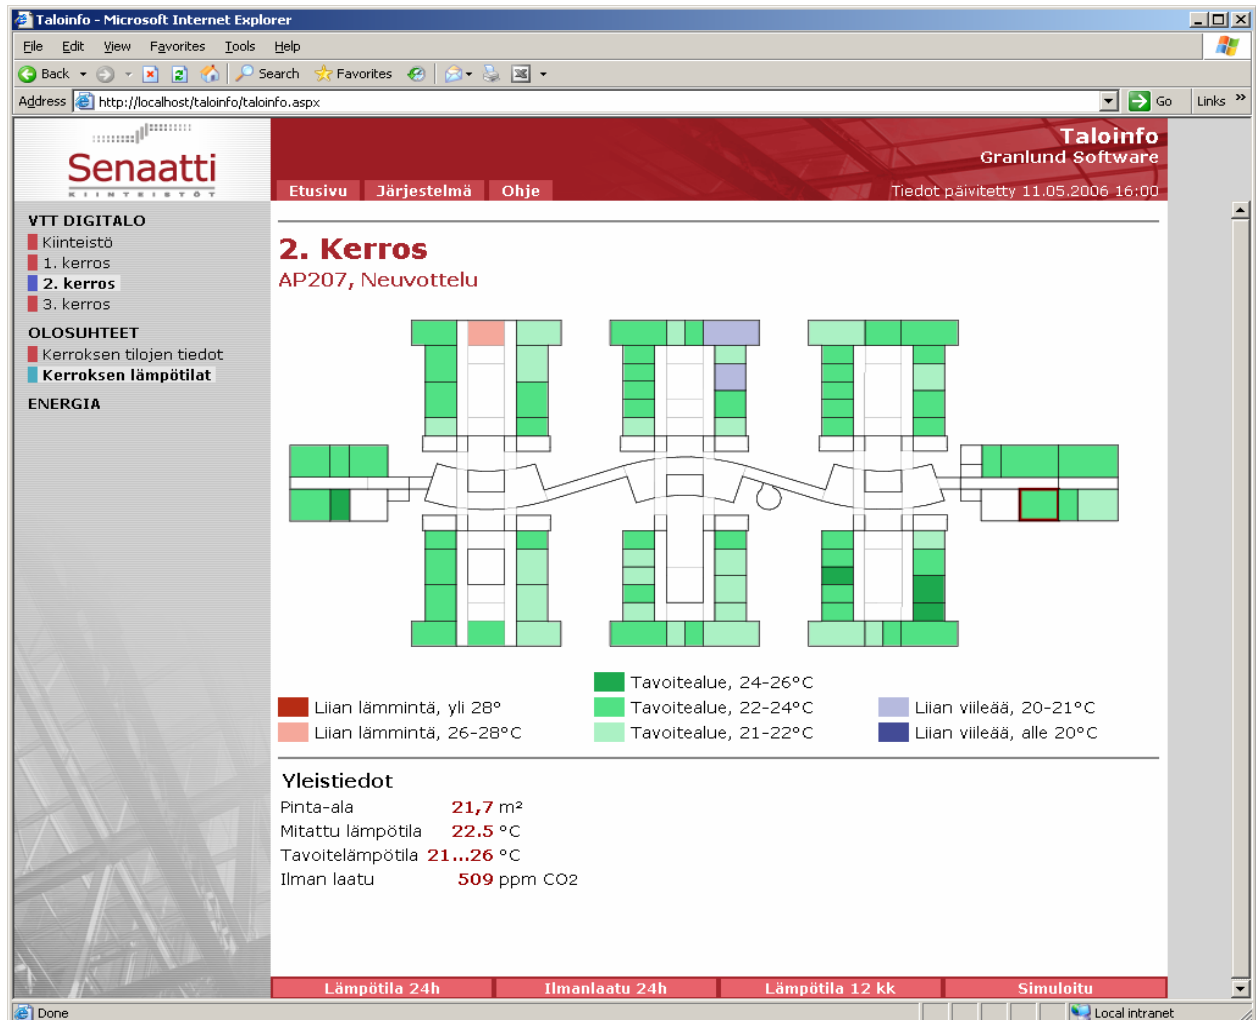 Taloinfo - Microsoft Internet Explorer
File Edit View Favorites Tools Help
Back Search Favorites
Address http://localhost/taloinfo/taloinfo.aspx Go Links »
Senaatti
KIINTEISTÖT
Taloinfo
Granlund Software
Etusivu Järjestelmä Ohje Tiedot päivitetty 11.05.2006 16:00
VTT DIGITALO
Kiinteistö
1. kerros
2. kerros
3. kerros
OLOSUHTEET
Kerroksen tilojen tiedot
Kerroksen lämpötilat
ENERGIA
2. Kerros
AP207, Neuvottelu
Tavoitealue, 24-26°C
Liian lämmintä, yli 28° Tavoitealue, 22-24°C Liian viileää, 20-21°C
Liian lämmintä, 26-28°C Tavoitealue, 21-22°C Liian viileää, alle 20°C
Yleistiedot
Pinta-ala 21,7 m²
Mitattu lämpötila 22.5 °C
Tavoitelämpötila 21...26 °C
Ilman laatu 509 ppm CO2
Lämpötila 24h Ilmanlaatu 24h Lämpötila 12 kk Simuloitu
Done Local intranet